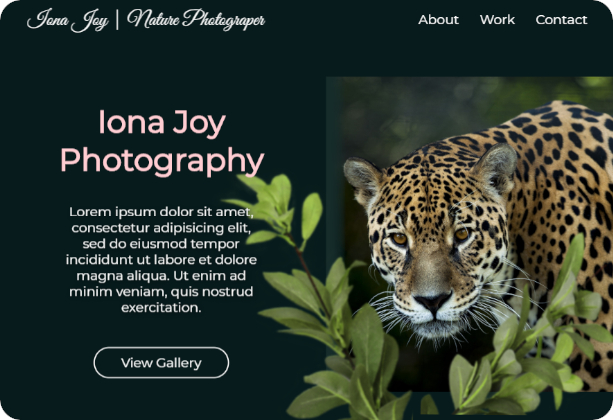 Iona Joy | Nature Photograper
About Work Contact
Iona Joy
Photography
Lorem ipsum dolor sit amet,
consectetur adipisicing elit,
sed do eiusmod tempor
incididunt ut labore et dolore
magna aliqua. Ut enim ad
minim veniam, quis nostrud
exercitation.
View Gallery